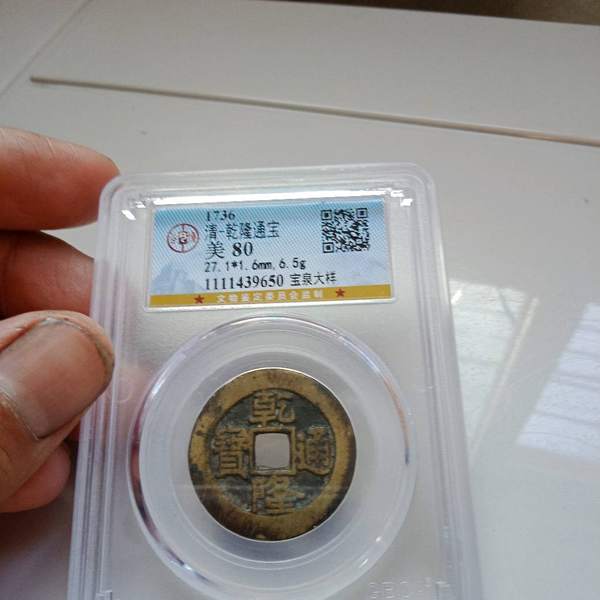 1736
清-乾隆通宝
美 80
27.1*1.6mm,6.5g
1111439650 宝泉大样
★ 文物鉴定委员会监制 ★
乾
寶 通
隆